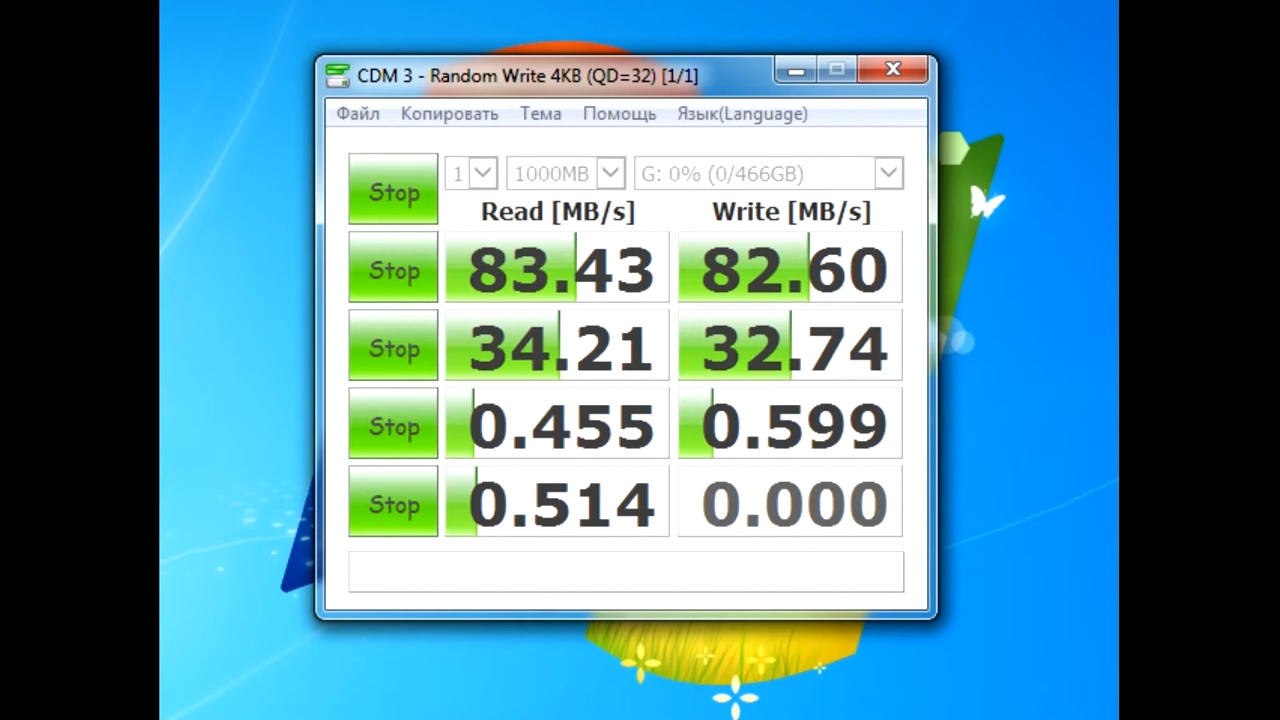 CDM 3 - Random Write 4KB (QD=32) [1/1]
Файл Копировать Тема Помощь Язык(Language)
Stop 1 1000MB G: 0% (0/466GB)
Read [MB/s] Write [MB/s]
Stop 83.43 82.60
Stop 34.21 32.74
Stop 0.455 0.599
Stop 0.514 0.000